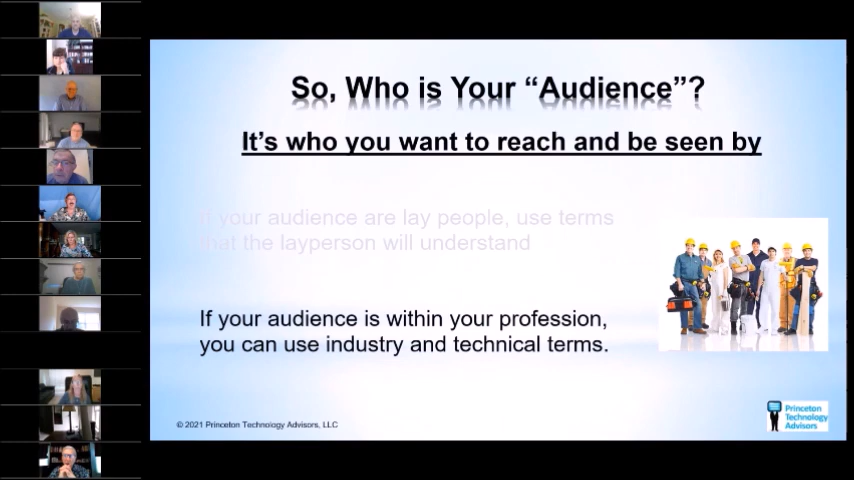 So, Who is Your “Audience”?
It’s who you want to reach and be seen by
If your audience are lay people, use terms
that the layperson will understand
If your audience is within your profession,
you can use industry and technical terms.
© 2021 Princeton Technology Advisors, LLC
Princeton
Technology
Advisors